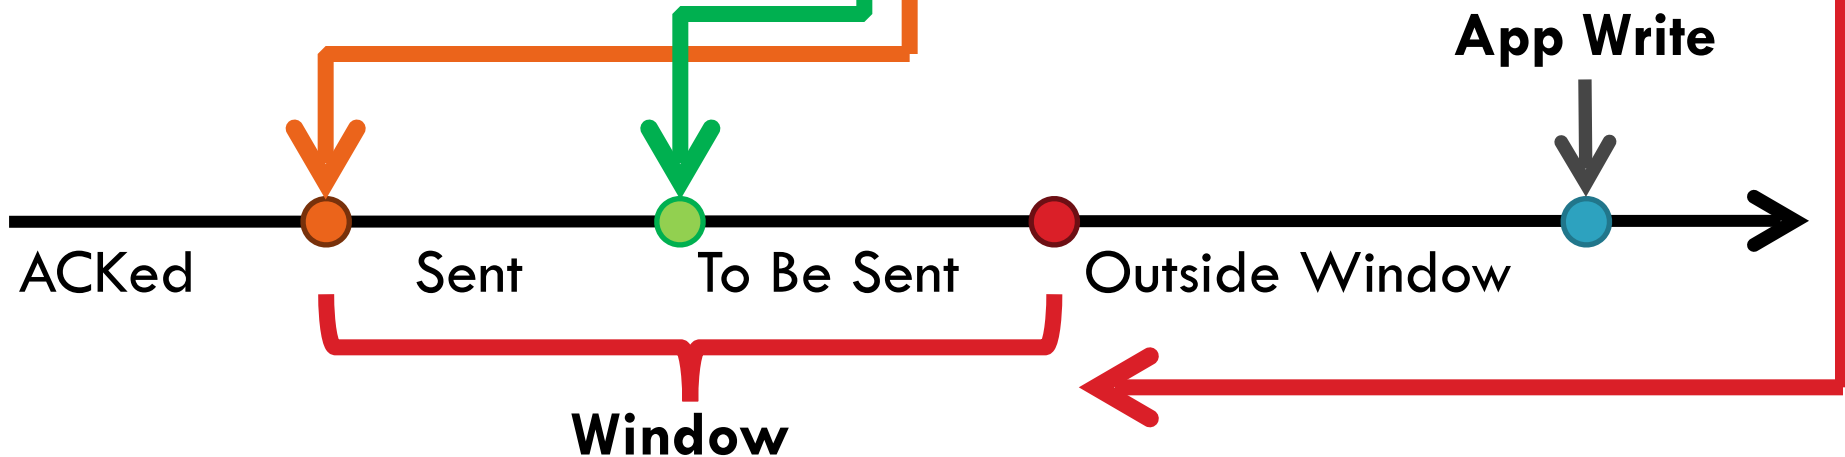 App Write
ACKed
Sent
To Be Sent
Outside Window
Window